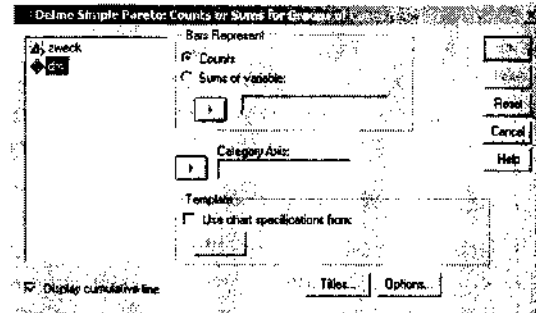 Define Simple Pareto: Counts or Sums for Groups of
zweck
Bars Represent
Counts
Sums of variable:
Reset
Cancel
Help
Category Axis:
Template
Use chart specifications from:
Display cumulative line
Titles...
Options...